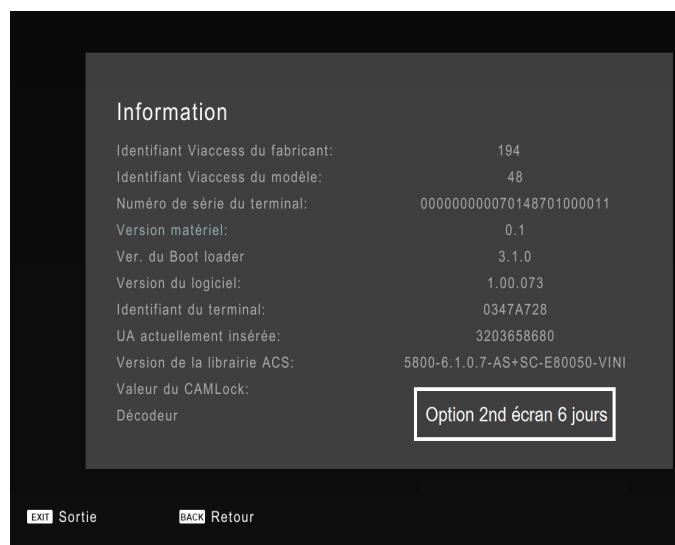 Information
Identifiant Viaccess du fabricant: 194
Identifiant Viaccess du modèle: 48
Numéro de série du terminal: 000000000070148701000011
Version matériel: 0.1
Ver. du Boot loader 3.1.0
Version du logiciel: 1.00.073
Identifiant du terminal: 0347A728
UA actuellement insérée: 3203658680
Version de la librairie ACS: 5800-6.1.0.7-AS+SC-E80050-VINI
Valeur du CAMLock:
Décodeur Option 2nd écran 6 jours
EXIT Sortie BACK Retour